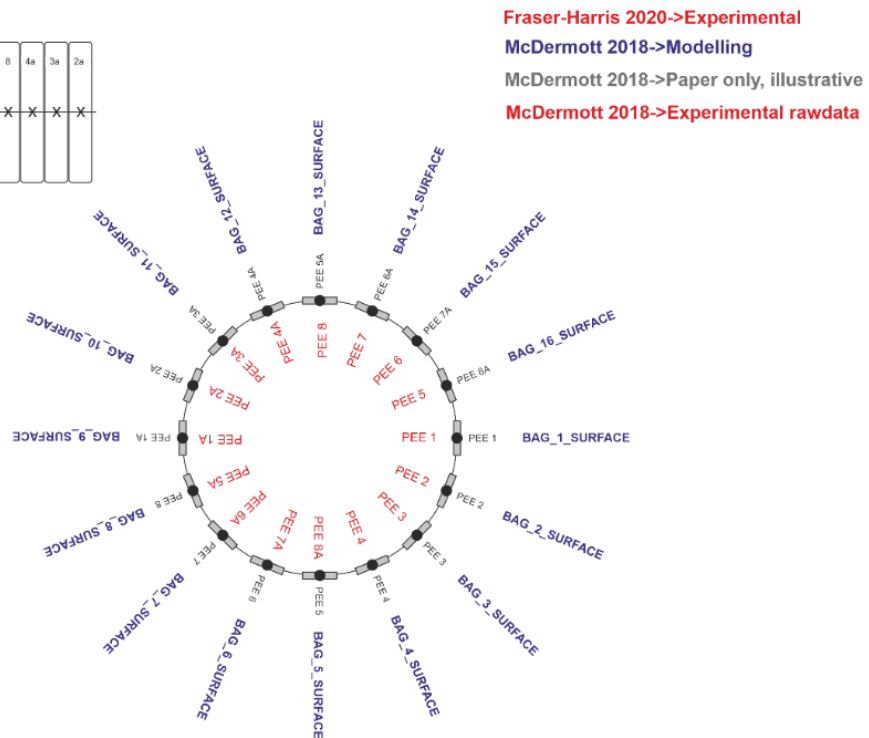 Fraser-Harris 2020->Experimental
McDermott 2018->Modelling
McDermott 2018->Paper only, illustrative
McDermott 2018->Experimental rawdata
8 4a 3a 2a
X X X X
BAG_13_SURFACE
BAG_14_SURFACE
BAG_15_SURFACE
BAG_16_SURFACE
BAG_1_SURFACE
BAG_2_SURFACE
BAG_3_SURFACE
BAG_4_SURFACE
BAG_5_SURFACE
BAG_6_SURFACE
BAG_7_SURFACE
BAG_8_SURFACE
BAG_9_SURFACE
BAG_10_SURFACE
BAG_11_SURFACE
BAG_12_SURFACE
PEE 5A
PEE 6A
PEE 7A
PEE 8A
PEE 1
PEE 2
PEE 3
PEE 4
PEE 5
PEE 6
PEE 7
PEE 8
PEE 1A
PEE 2A
PEE 3A
PEE 4A
PEE 8
PEE 7
PEE 6
PEE 5
PEE 1
PEE 2
PEE 3
PEE 4
PEE 8A
PEE 7A
PEE 6A
PEE 5A
PEE 1A
PEE 2A
PEE 3A
PEE 4A